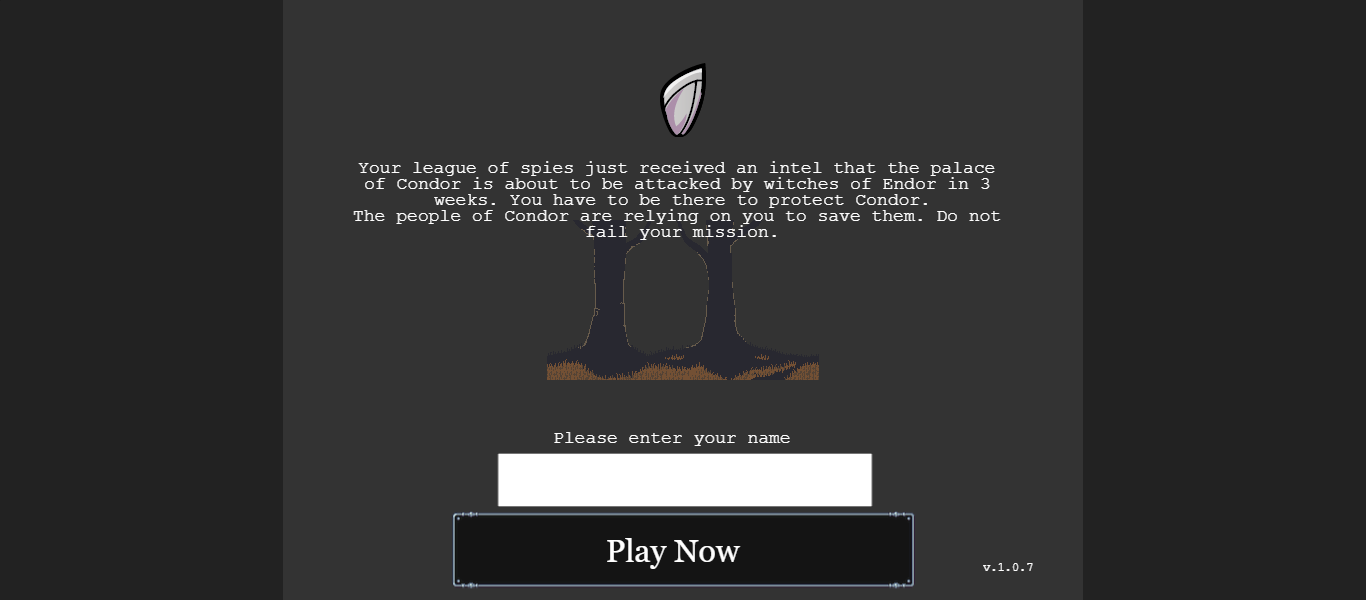 Your league of spies just received an intel that the palace
of Condor is about to be attacked by witches of Endor in 3
weeks. You have to be there to protect Condor.
The people of Condor are relying on you to save them. Do not
fail your mission.
Please enter your name
Play Now
v.1.0.7